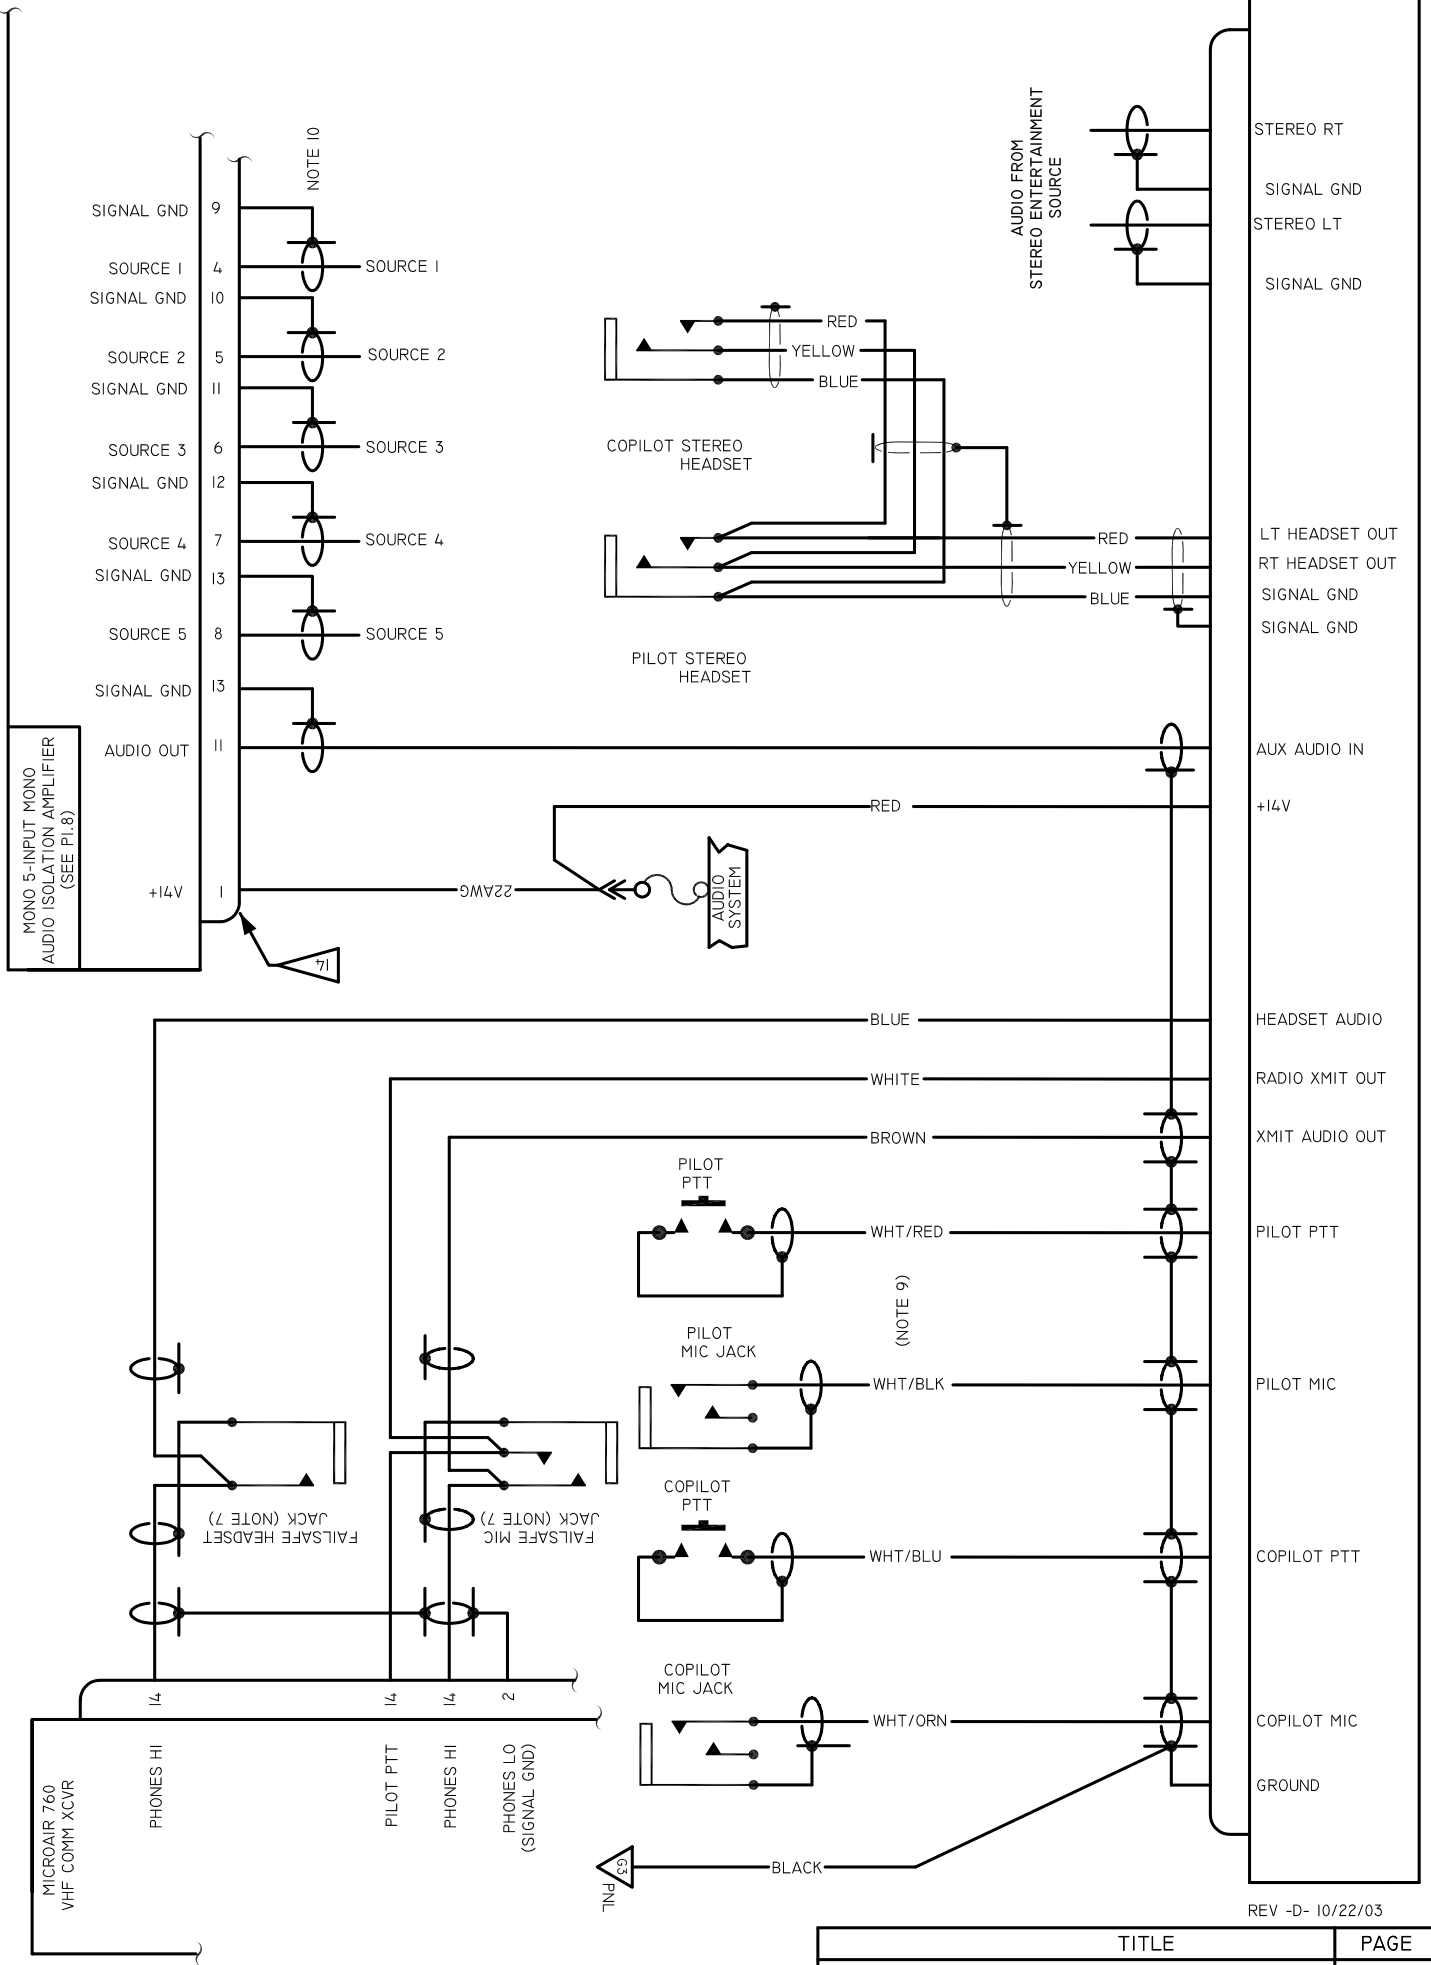 NOTE 10
SIGNAL GND 9
SOURCE 1 4 SOURCE 1
SIGNAL GND 10
SOURCE 2 5 SOURCE 2
SIGNAL GND 11
SOURCE 3 6 SOURCE 3
SIGNAL GND 12
SOURCE 4 7 SOURCE 4
SIGNAL GND 13
SOURCE 5 8 SOURCE 5
SIGNAL GND 13
AUDIO OUT 11
+14V 1
MONO 5-INPUT MONO
AUDIO ISOLATION AMPLIFIER
(SEE P1.8)
14
22AWG
AUDIO
SYSTEM
AUDIO FROM
STEREO ENTERTAINMENT
SOURCE
STEREO RT
SIGNAL GND
STEREO LT
SIGNAL GND
RED
YELLOW
BLUE
COPILOT STEREO
HEADSET
RED
YELLOW
BLUE
PILOT STEREO
HEADSET
LT HEADSET OUT
RT HEADSET OUT
SIGNAL GND
SIGNAL GND
AUX AUDIO IN
RED
+14V
BLUE
HEADSET AUDIO
WHITE
RADIO XMIT OUT
BROWN
XMIT AUDIO OUT
PILOT
PTT
WHT/RED
PILOT PTT
(NOTE 9)
PILOT
MIC JACK
WHT/BLK
PILOT MIC
COPILOT
PTT
WHT/BLU
COPILOT PTT
COPILOT
MIC JACK
WHT/ORN
COPILOT MIC
GROUND
BLACK
G3
PNL
FAILSAFE HEADSET
JACK (NOTE 7)
FAILSAFE MIC
JACK (NOTE 7)
14
14
14
2
PHONES HI
PILOT PTT
PHONES HI
PHONES LO
(SIGNAL GND)
MICROAIR 760
VHF COMM XCVR
REV -D- 10/22/03
TITLE
PAGE